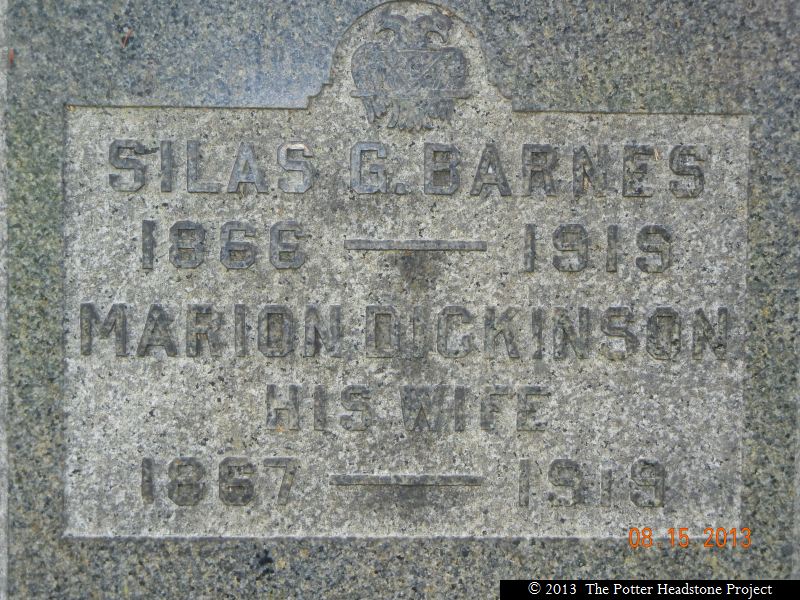 SILAS G. BARNES
1866 — 1919
MARION DICKINSON
HIS WIFE
1867 — 1919
08 15 2013
© 2013 The Potter Headstone Project